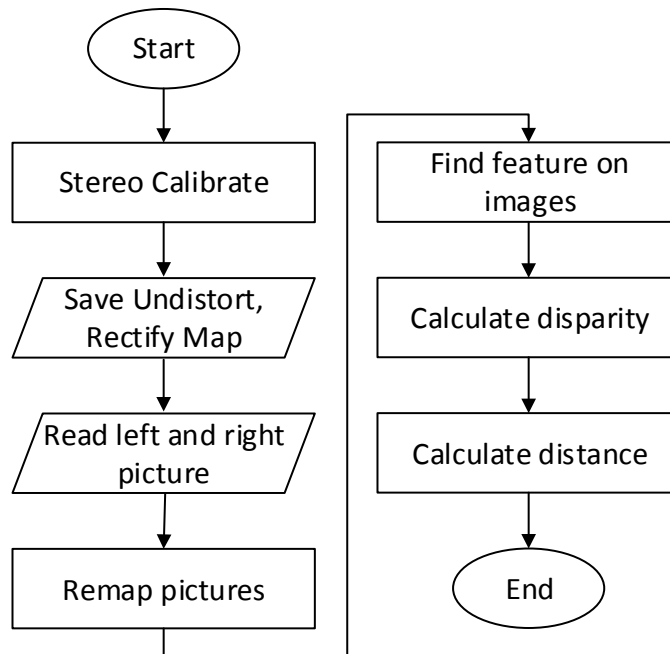 Start
Stereo Calibrate
Save Undistort,
Rectify Map
Read left and right
picture
Remap pictures
Find feature on
images
Calculate disparity
Calculate distance
End